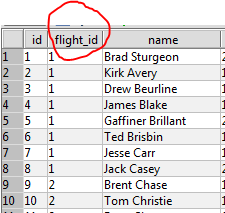 id flight_id name
1 1 1 Brad Sturgeon
2 2 1 Kirk Avery
3 3 1 Drew Beurline
4 4 1 James Blake
5 5 1 Gaffiner Brillant
6 6 1 Ted Brisbin
7 7 1 Jesse Carr
8 8 1 Jack Casey
9 9 2 Brent Chase
10 10 2 Tom Christie